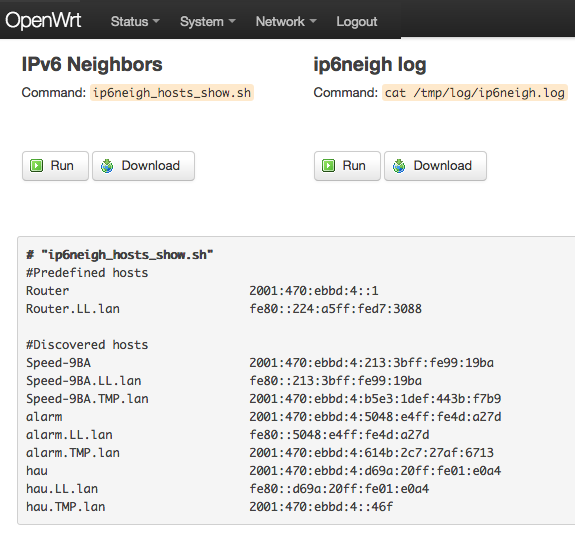 OpenWrt Status System Network Logout
IPv6 Neighbors
Command: ip6neigh_hosts_show.sh
Run Download
ip6neigh log
Command: cat /tmp/log/ip6neigh.log
Run Download
# "ip6neigh_hosts_show.sh"
#Predefined hosts
Router 2001:470:ebbd:4::1
Router.LL.lan fe80::224:a5ff:fed7:3088
#Discovered hosts
Speed-9BA 2001:470:ebbd:4:213:3bff:fe99:19ba
Speed-9BA.LL.lan fe80::213:3bff:fe99:19ba
Speed-9BA.TMP.lan 2001:470:ebbd:4:b5e3:1def:443b:f7b9
alarm 2001:470:ebbd:4:5048:e4ff:fe4d:a27d
alarm.LL.lan fe80::5048:e4ff:fe4d:a27d
alarm.TMP.lan 2001:470:ebbd:4:614b:2c7:27af:6713
hau 2001:470:ebbd:4:d69a:20ff:fe01:e0a4
hau.LL.lan fe80::d69a:20ff:fe01:e0a4
hau.TMP.lan 2001:470:ebbd:4::46f